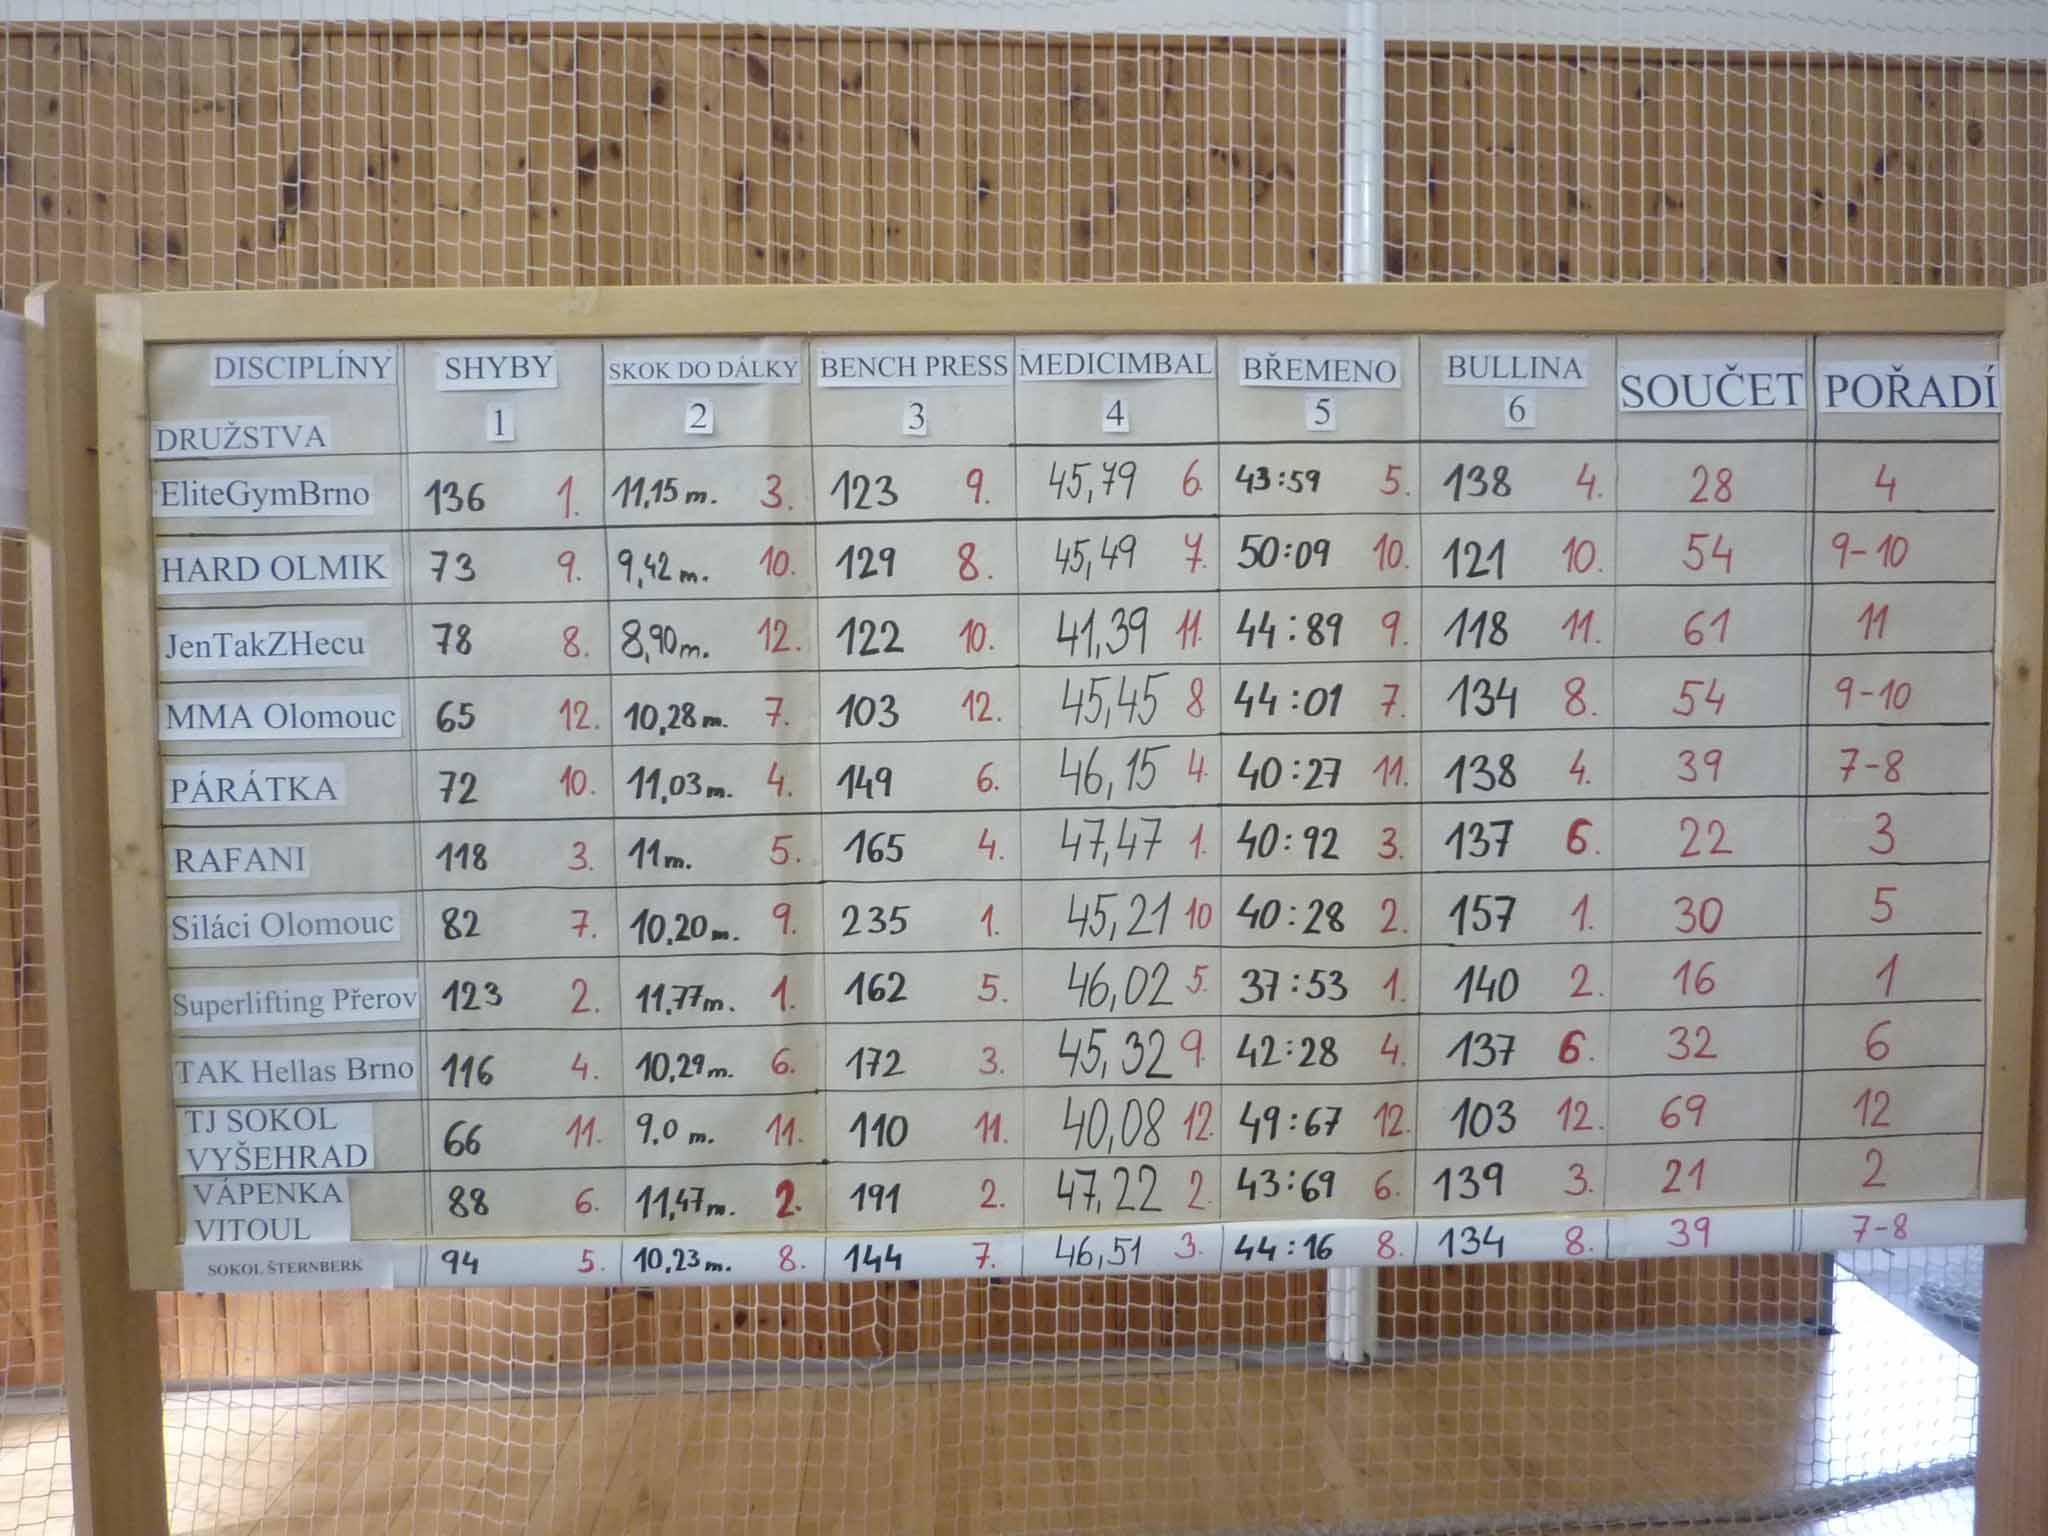 DISCIPLÍNY SHYBY SKOK DO DÁLKY BENCH PRESS MEDICIMBAL BŘEMENO BULLINA SOUČET POŘADÍ
DRUŽSTVA 1 2 3 4 5 6
EliteGymBrno 136 1. 11,15 m. 3. 123 9. 45,79 6. 43:59 5. 138 4. 28 4
HARD OLMIK 73 9. 9,42 m. 10. 129 8. 45,49 7. 50:09 10. 121 10. 54 9-10
JenTakZHecu 78 8. 8,90 m. 12. 122 10. 41,39 11. 44:89 9. 118 11. 61 11
MMA Olomouc 65 12. 10,28 m. 7. 103 12. 45,45 8 44:01 7. 134 8. 54 9-10
PÁRÁTKA 72 10. 11,03 m. 4. 149 6. 46,15 4. 40:27 11. 138 4. 39 7-8
RAFANI 118 3. 11 m. 5. 165 4. 47,47 1. 40:92 3. 137 6. 22 3
Siláci Olomouc 82 7. 10,20 m. 9. 235 1. 45,21 10 40:28 2. 157 1. 30 5
Superlifting Přerov 123 2. 11,77 m. 1. 162 5. 46,02 5. 37:53 1. 140 2. 16 1
TAK Hellas Brno 116 4. 10,29 m. 6. 172 3. 45,32 9. 42:28 4. 137 6. 32 6
TJ SOKOL
VYŠEHRAD 66 11. 9,0 m. 11. 110 11. 40,08 12. 49:67 12. 103 12. 69 12
VÁPENKA
VITOUL 88 6. 11,47 m. 2. 191 2. 47,22 2. 43:69 6. 139 3. 21 2
SOKOL ŠTERNBERK 94 5. 10,23 m. 8. 144 7. 46,51 3. 44:16 8. 134 8. 39 7-8